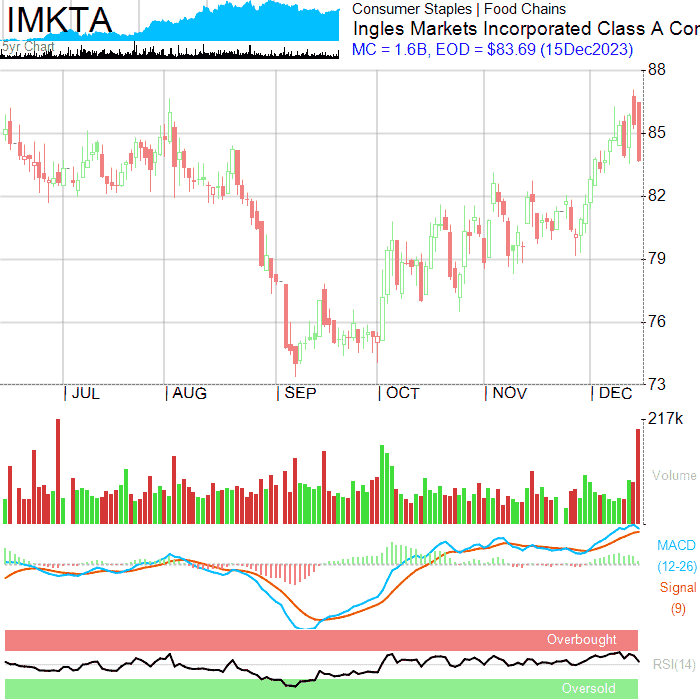 IMKTA
5yr Chart
Consumer Staples | Food Chains
Ingles Markets Incorporated Class A Cor
MC = 1.6B, EOD = $83.69 (15Dec2023)
88
85
82
79
76
73
| JUL | AUG | SEP | OCT | NOV | DEC
217k
Volume
MACD
(12-26)
Signal
(9)
Overbought
RSI(14)
Oversold